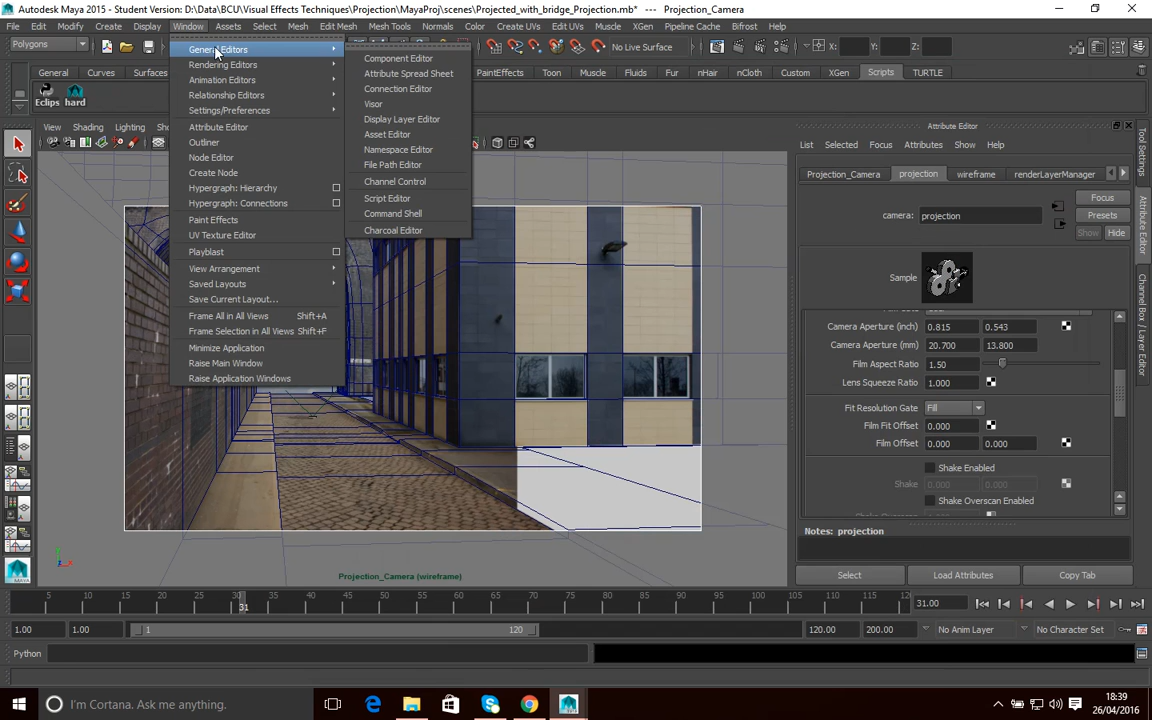 Autodesk Maya 2015 - Student Version: D:\Data\BCU\Visual Effects Techniques\Projection\MayaProj\scenes\Projected_with_bridge_Projection.mb* --- Projection_Camera
File Edit Modify Create Display Window Assets Select Mesh Edit Mesh Mesh Tools Normals Color Create UVs Edit UVs Muscle XGen Pipeline Cache Bifrost Help
Polygons No Live Surface X: Y: Z:
General Curves Surfaces PaintEffects Toon Muscle Fluids Fur nHair nCloth Custom XGen Scripts TURTLE
Eclips hard
View Shading Lighting
General Editors
Rendering Editors
Animation Editors
Relationship Editors
Settings/Preferences
Attribute Editor
Outliner
Node Editor
Create Node
Hypergraph: Hierarchy
Hypergraph: Connections
Paint Effects
UV Texture Editor
Playblast
View Arrangement
Saved Layouts
Save Current Layout...
Frame All in All Views Shift+A
Frame Selection in All Views Shift+F
Minimize Application
Raise Main Window
Raise Application Windows
Component Editor
Attribute Spread Sheet
Connection Editor
Visor
Display Layer Editor
Asset Editor
Namespace Editor
File Path Editor
Channel Control
Script Editor
Command Shell
Charcoal Editor
Projection_Camera (wireframe)
Attribute Editor
List Selected Focus Attributes Show Help
Projection_Camera projection wireframe renderLayerManager
camera: projection
Focus
Presets
Show Hide
Sample
Camera Aperture (inch) 0.815 0.543
Camera Aperture (mm) 20.700 13.800
Film Aspect Ratio 1.50
Lens Squeeze Ratio 1.000
Fit Resolution Gate Fill
Film Fit Offset 0.000
Film Offset 0.000 0.000
Shake Enabled
Shake 0.000 0.000
Shake Overscan Enabled
Notes: projection
Select Load Attributes Copy Tab
Attribute Editor
Channel Box / Layer Editor
5 10 15 20 25 30 35 40 45 50 55 60 65 70 75 80 85 90 95 100 105 110 115 120
31
31.00
1.00 1.00 1 120 120.00 200.00 No Anim Layer No Character Set
Python
MAYA
I'm Cortana. Ask me anything.
18:39
26/04/2016